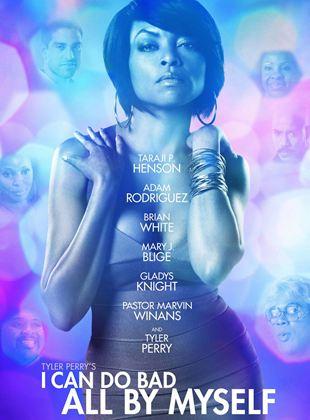 TARAJI P.
HENSON
ADAM
RODRIGUEZ
BRIAN
WHITE
MARY J.
BLIGE
GLADYS
KNIGHT
PASTOR MARVIN
WINANS
AND
TYLER
PERRY
TYLER PERRY'S
I CAN DO BAD
ALL BY MYSELF